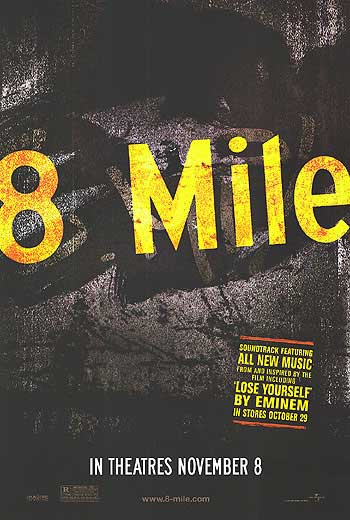 8 Mile
SOUNDTRACK FEATURING
ALL NEW MUSIC
FROM AND INSPIRED BY THE
FILM INCLUDING
'LOSE YOURSELF'
BY EMINEM
IN STORES OCTOBER 29
IN THEATRES NOVEMBER 8
R
www.8-mile.com